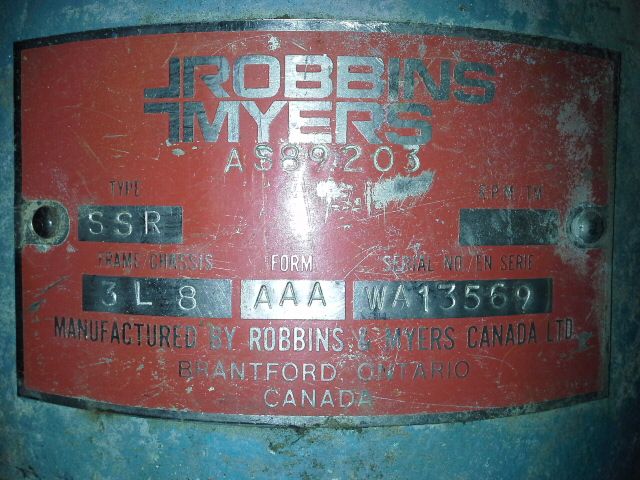 ROBBINS
MYERS
AS89203
TYPE R.P.M./T.M.
SSR
FRAME CHASSIS FORM SERIAL NO./EN SERIE
3L8 AAA WA13569
MANUFACTURED BY ROBBINS & MYERS CANADA LTD.
BRANTFORD, ONTARIO
CANADA